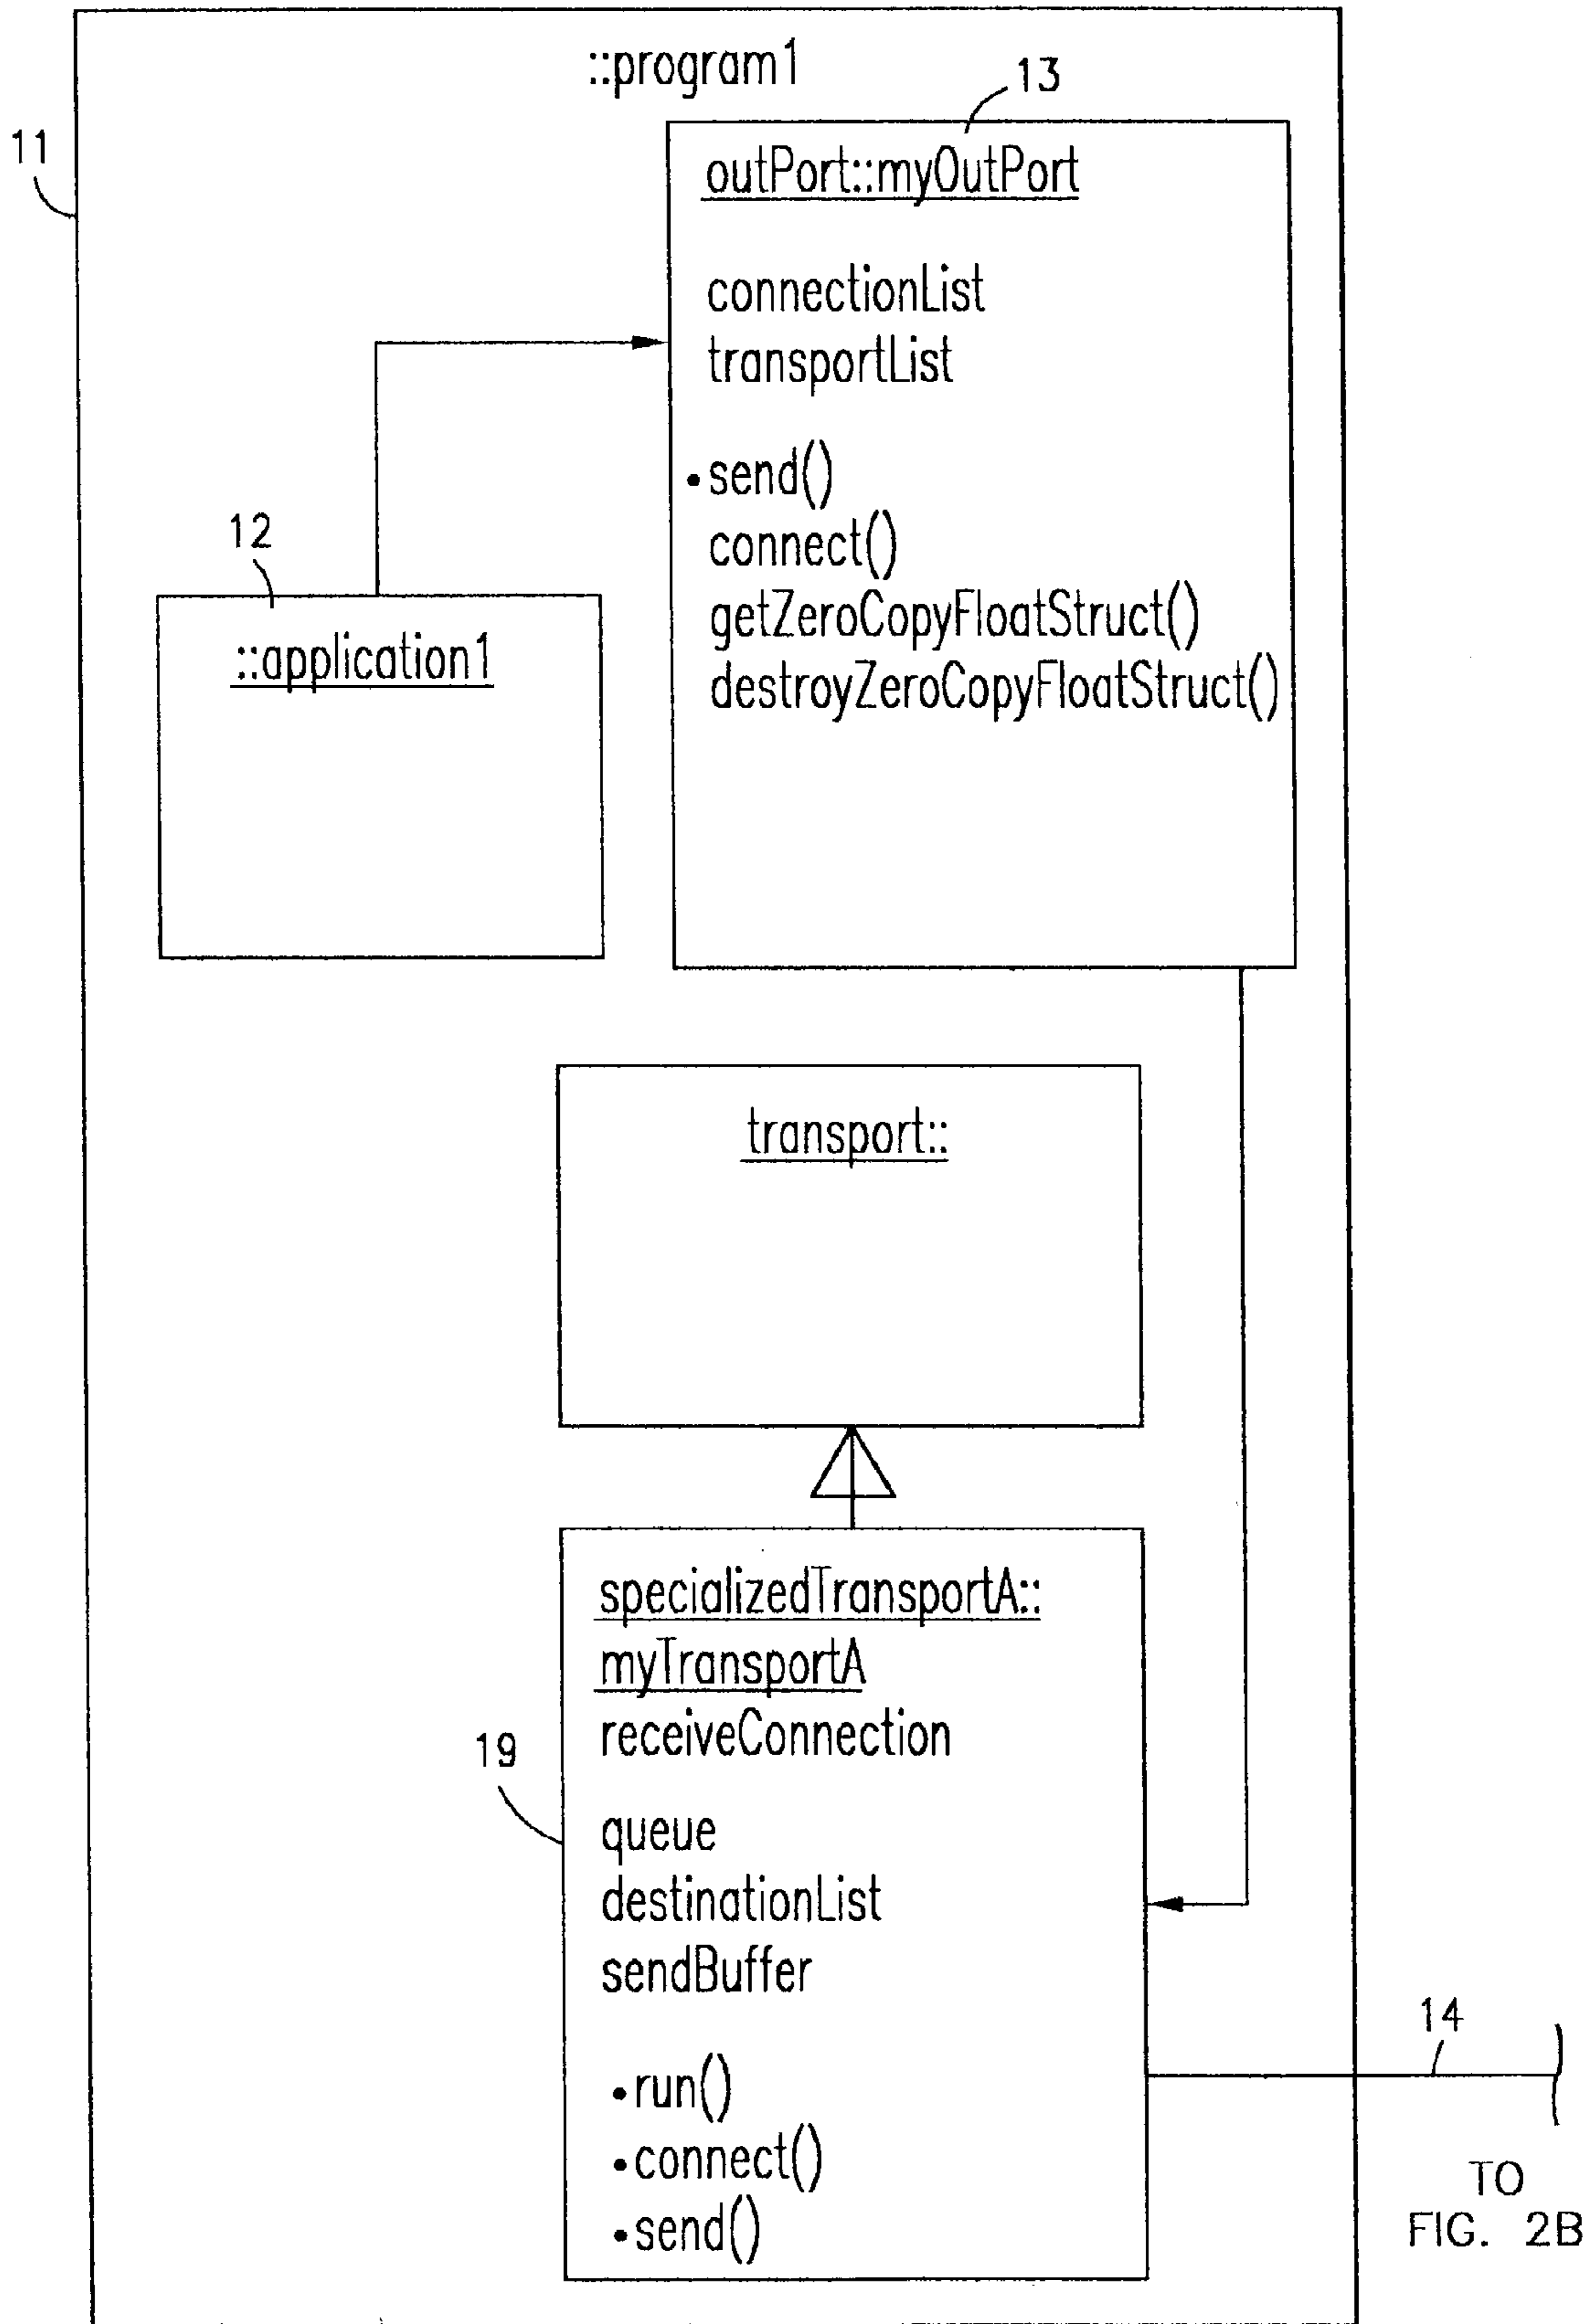 ::program1
13
11
outPort::myOutPort
connectionList
transportList
•send()
connect()
getZeroCopyFloatStruct()
destroyZeroCopyFloatStruct()
12
::application1
transport::
specializedTransportA::
myTransportA
receiveConnection
19
queue
destinationList
sendBuffer
•run()
•connect()
•send()
14
TO
FIG. 2B